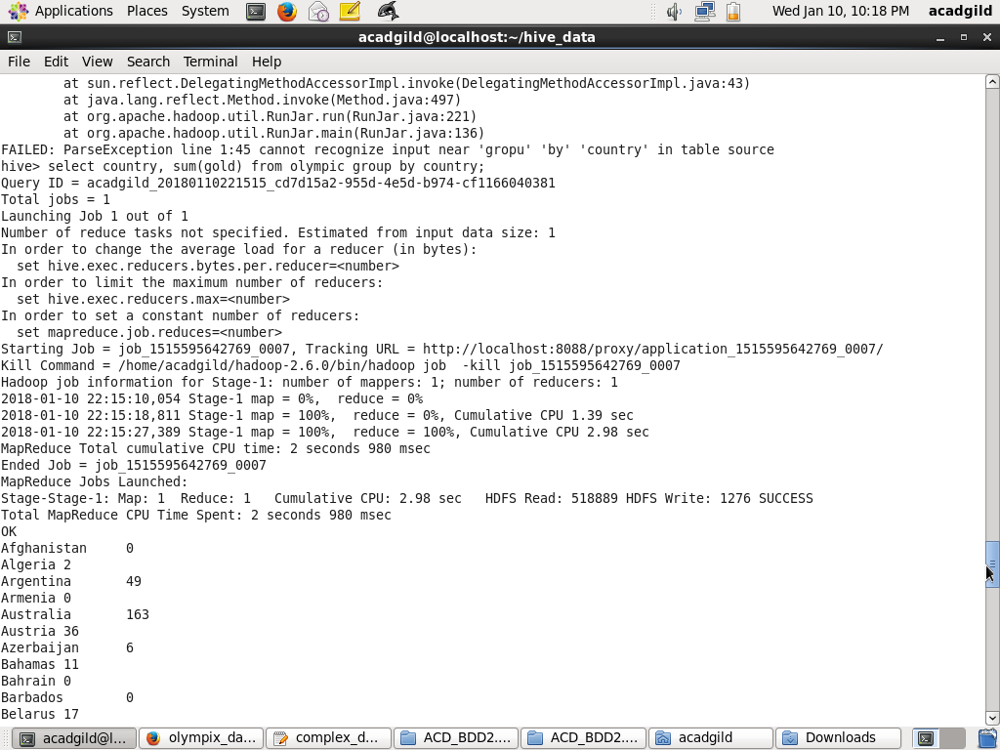 Applications Places System Wed Jan 10, 10:18 PM acadgild
acadgild@localhost:~/hive_data
File Edit View Search Terminal Help
at sun.reflect.DelegatingMethodAccessorImpl.invoke(DelegatingMethodAccessorImpl.java:43)
at java.lang.reflect.Method.invoke(Method.java:497)
at org.apache.hadoop.util.RunJar.run(RunJar.java:221)
at org.apache.hadoop.util.RunJar.main(RunJar.java:136)
FAILED: ParseException line 1:45 cannot recognize input near 'gropu' 'by' 'country' in table source
hive> select country, sum(gold) from olympic group by country;
Query ID = acadgild_20180110221515_cd7d15a2-955d-4e5d-b974-cf1166040381
Total jobs = 1
Launching Job 1 out of 1
Number of reduce tasks not specified. Estimated from input data size: 1
In order to change the average load for a reducer (in bytes):
set hive.exec.reducers.bytes.per.reducer=<number>
In order to limit the maximum number of reducers:
set hive.exec.reducers.max=<number>
In order to set a constant number of reducers:
set mapreduce.job.reduces=<number>
Starting Job = job_1515595642769_0007, Tracking URL = http://localhost:8088/proxy/application_1515595642769_0007/
Kill Command = /home/acadgild/hadoop-2.6.0/bin/hadoop job  -kill job_1515595642769_0007
Hadoop job information for Stage-1: number of mappers: 1; number of reducers: 1
2018-01-10 22:15:10,054 Stage-1 map = 0%,  reduce = 0%
2018-01-10 22:15:18,811 Stage-1 map = 100%,  reduce = 0%, Cumulative CPU 1.39 sec
2018-01-10 22:15:27,389 Stage-1 map = 100%,  reduce = 100%, Cumulative CPU 2.98 sec
MapReduce Total cumulative CPU time: 2 seconds 980 msec
Ended Job = job_1515595642769_0007
MapReduce Jobs Launched:
Stage-Stage-1: Map: 1  Reduce: 1   Cumulative CPU: 2.98 sec   HDFS Read: 518889 HDFS Write: 1276 SUCCESS
Total MapReduce CPU Time Spent: 2 seconds 980 msec
OK
Afghanistan 0
Algeria 2
Argentina 49
Armenia 0
Australia 163
Austria 36
Azerbaijan 6
Bahamas 11
Bahrain 0
Barbados 0
Belarus 17
acadgild@l... olympix_da... complex_d... ACD_BDD2.... ACD_BDD2.... acadgild Downloads